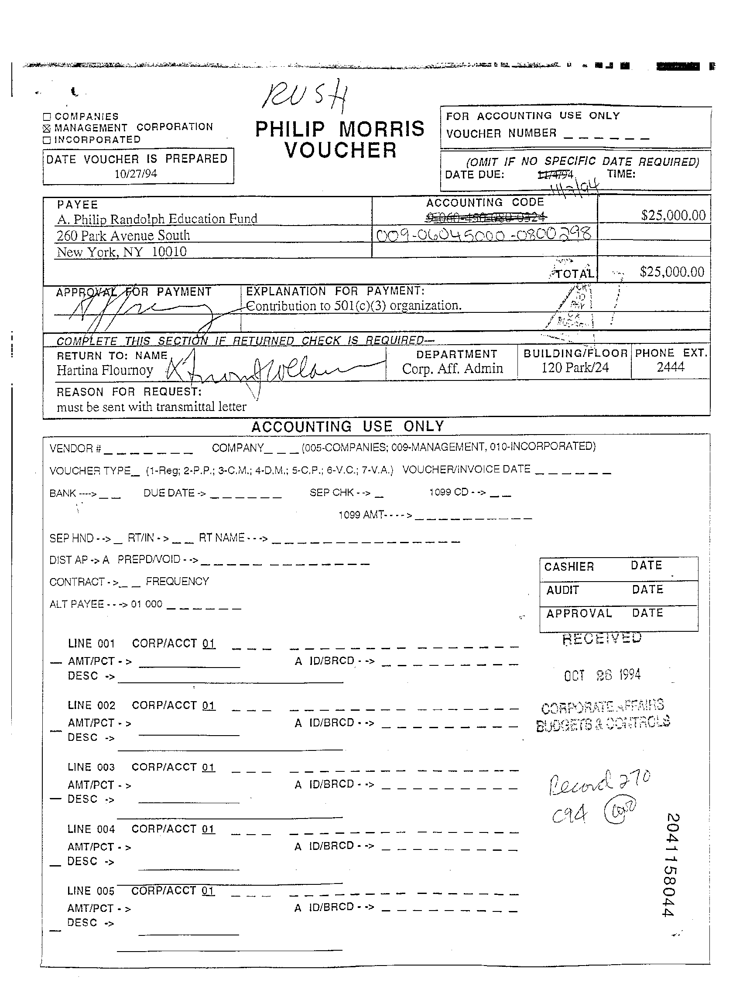 RUSH
☐ COMPANIES
☒ MANAGEMENT CORPORATION
☐ INCORPORATED
PHILIP MORRIS
VOUCHER
FOR ACCOUNTING USE ONLY
VOUCHER NUMBER _ _ _ _ _ _
DATE VOUCHER IS PREPARED
10/27/94
(OMIT IF NO SPECIFIC DATE REQUIRED)
DATE DUE: 11/4/94 TIME:
11/2/94
PAYEE ACCOUNTING CODE
A. Philip Randolph Education Fund $25,000.00
260 Park Avenue South 009-06045000-0800298
New York, NY 10010
TOTAL $25,000.00
APPROVAL FOR PAYMENT EXPLANATION FOR PAYMENT:
Contribution to 501(c)(3) organization.
COMPLETE THIS SECTION IF RETURNED CHECK IS REQUIRED—
RETURN TO: NAME DEPARTMENT BUILDING/FLOOR PHONE EXT.
Hartina Flournoy Corp. Aff. Admin 120 Park/24 2444
REASON FOR REQUEST:
must be sent with transmittal letter
ACCOUNTING USE ONLY
VENDOR # _ _ _ _ _ _ _ COMPANY _ _ _ (005-COMPANIES; 009-MANAGEMENT, 010-INCORPORATED)
VOUCHER TYPE _ (1-Reg; 2-P.P.; 3-C.M.; 4-D.M.; 5-C.P.; 6-V.C.; 7-V.A.) VOUCHER/INVOICE DATE _ _ _ _ _ _
BANK ----> _ _ DUE DATE -> _ _ _ _ _ _ SEP CHK --> _ 1099 CD --> _ _
1099 AMT----> _ _ _ _ _ _ _ _ _ _
SEP HND --> _ RT/IN -> _ _ RT NAME ---> _ _ _ _ _ _ _ _ _ _ _ _ _ _ _ _
DIST AP -> A PREPD/VOID --> _ _ _ _ _ _ _ _ _ _ _ _ _
CONTRACT -> _ _ FREQUENCY
ALT PAYEE ---> 01 000 _ _ _ _ _ _
CASHIER DATE
AUDIT DATE
APPROVAL DATE
RECEIVED
OCT 28 1994
CORPORATE AFFAIRS
BUDGETS & CONTROLS
LINE 001 CORP/ACCT 01 _ _ _ _ _ _ _ _ _ _ _ _ _
AMT/PCT -> A ID/BRCD --> _ _ _ _ _ _ _ _
DESC ->
LINE 002 CORP/ACCT 01 _ _ _ _ _ _ _ _ _ _ _ _ _
AMT/PCT -> A ID/BRCD --> _ _ _ _ _ _ _ _
DESC ->
LINE 003 CORP/ACCT 01 _ _ _ _ _ _ _ _ _ _ _ _ _
AMT/PCT -> A ID/BRCD --> _ _ _ _ _ _ _ _
DESC ->
Record 270
C94
LINE 004 CORP/ACCT 01 _ _ _ _ _ _ _ _ _ _ _ _ _
AMT/PCT -> A ID/BRCD --> _ _ _ _ _ _ _ _
DESC ->
LINE 005 CORP/ACCT 01 _ _ _ _ _ _ _ _ _ _ _ _ _
AMT/PCT -> A ID/BRCD --> _ _ _ _ _ _ _ _
DESC ->
2041158044